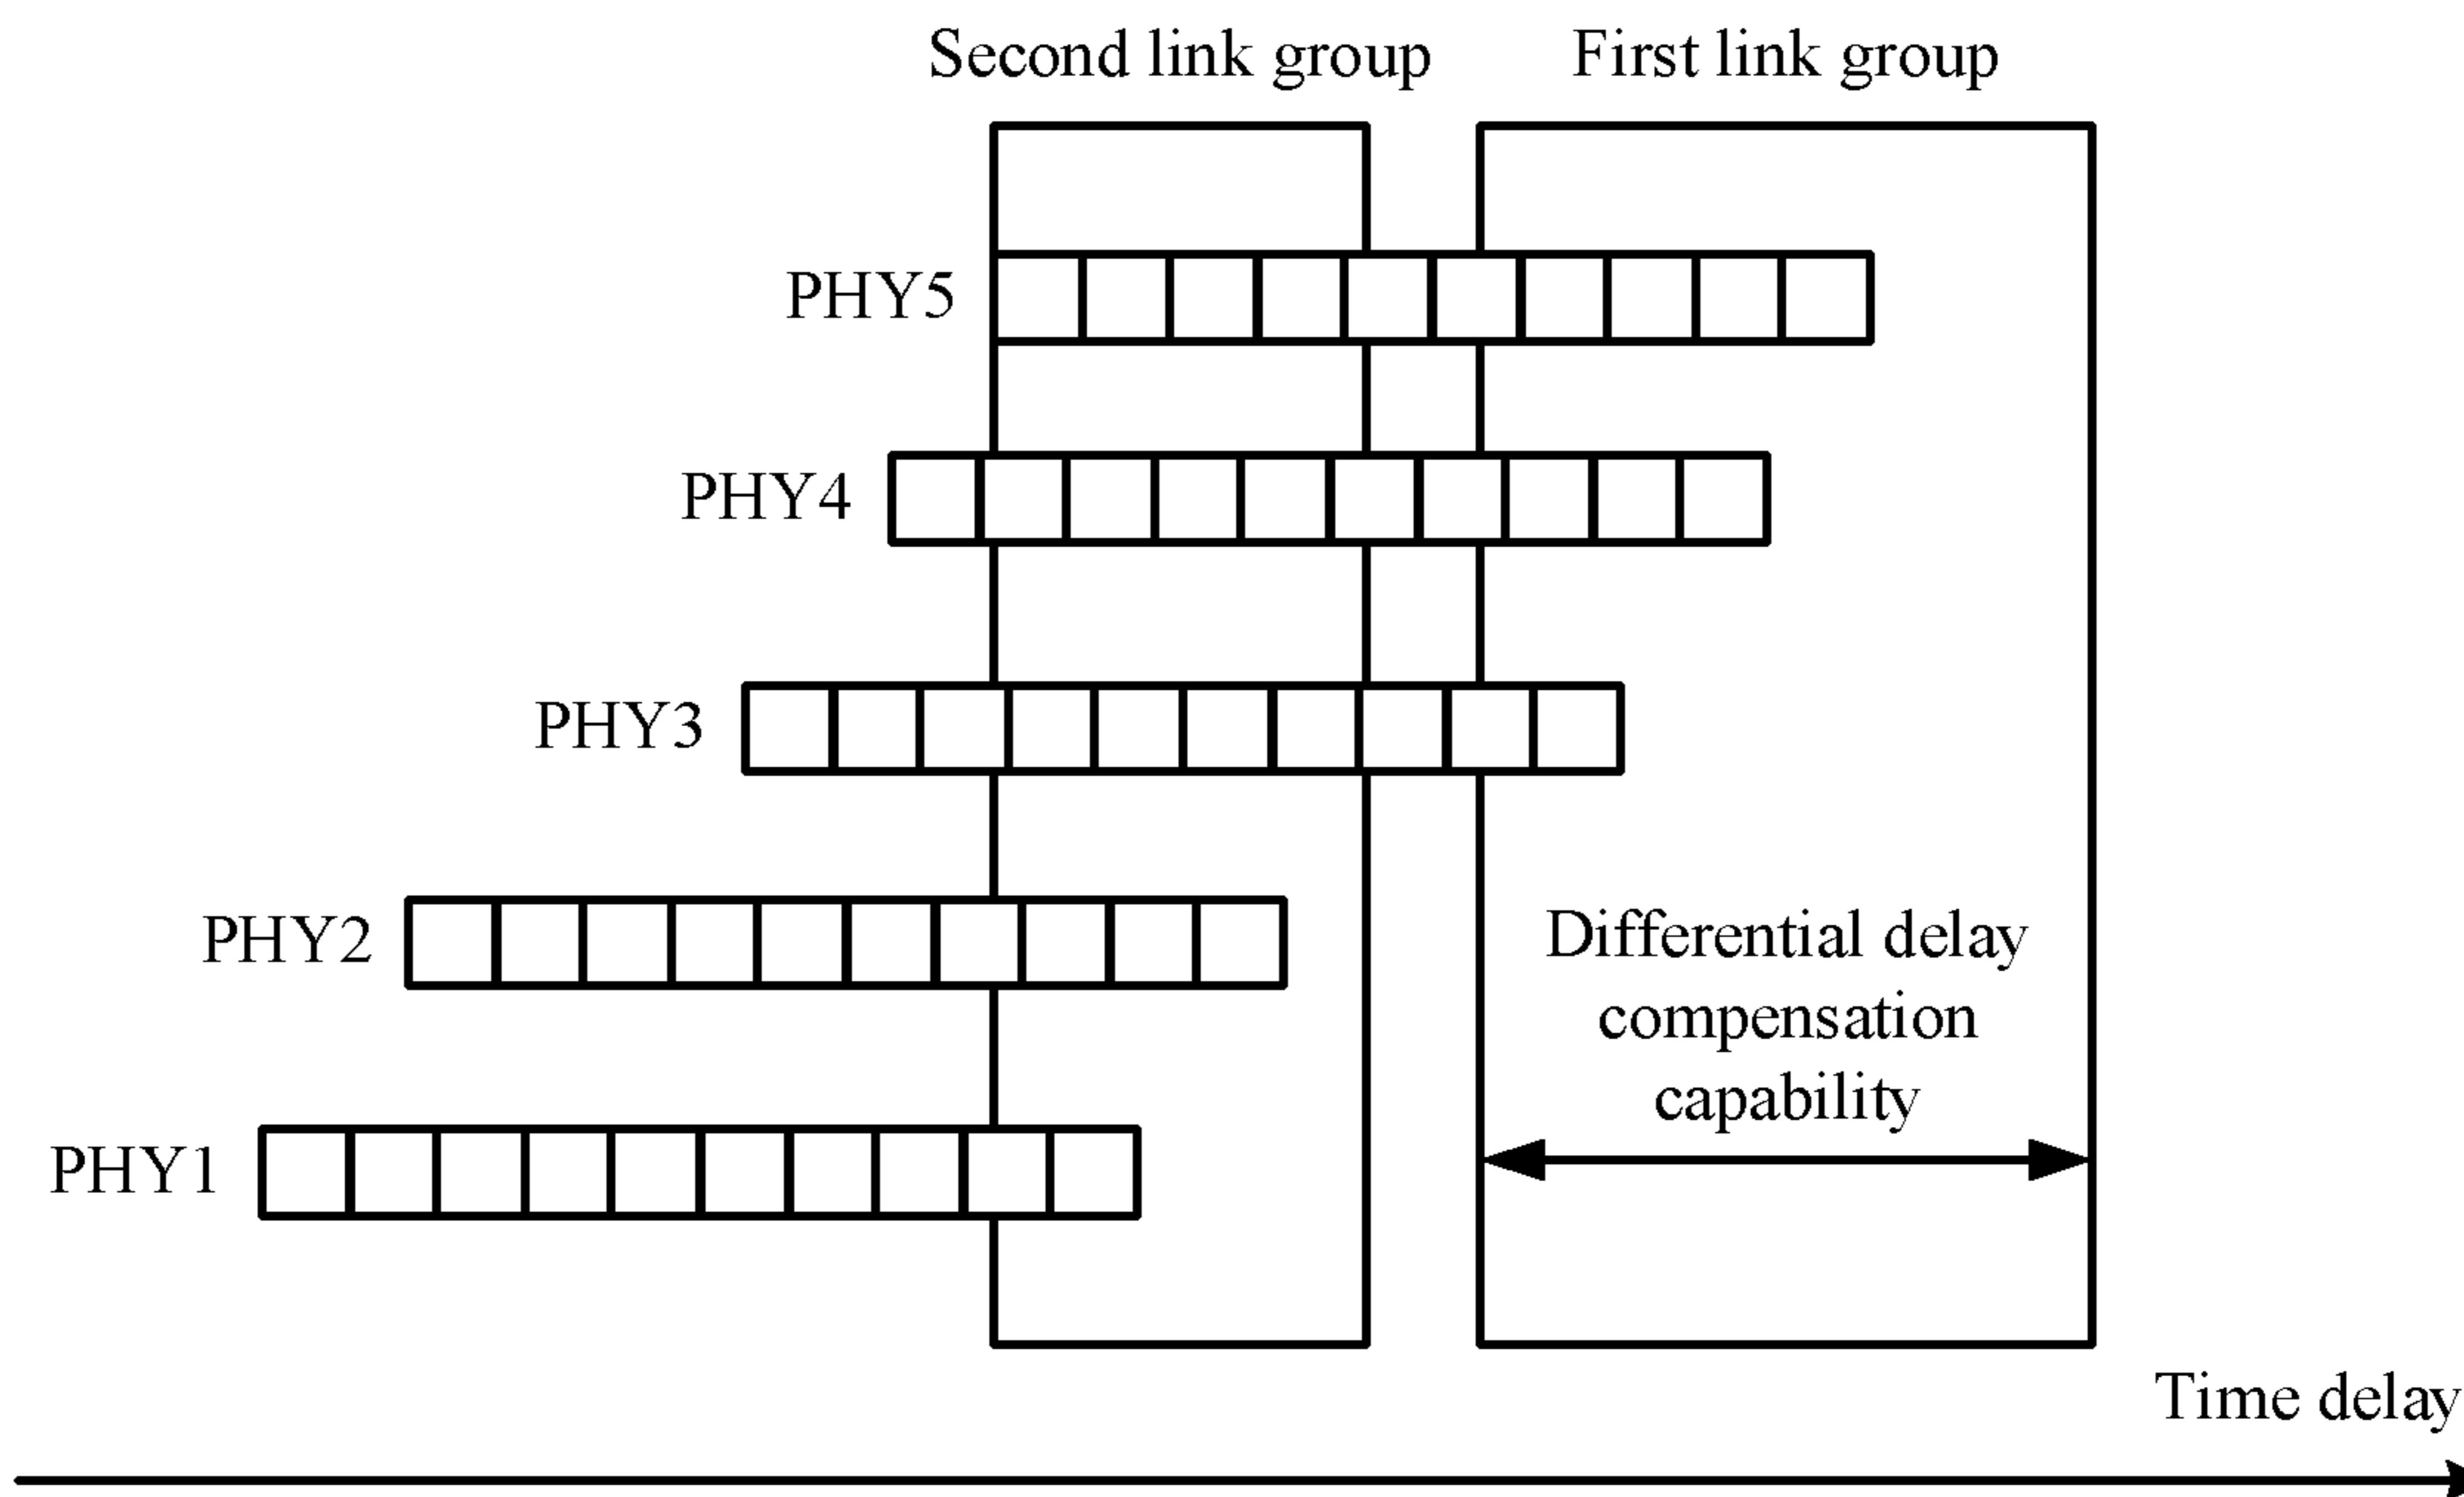 Second link group
First link group
PHY5
PHY4
PHY3
PHY2
Differential delay
compensation
capability
PHY1
Time delay